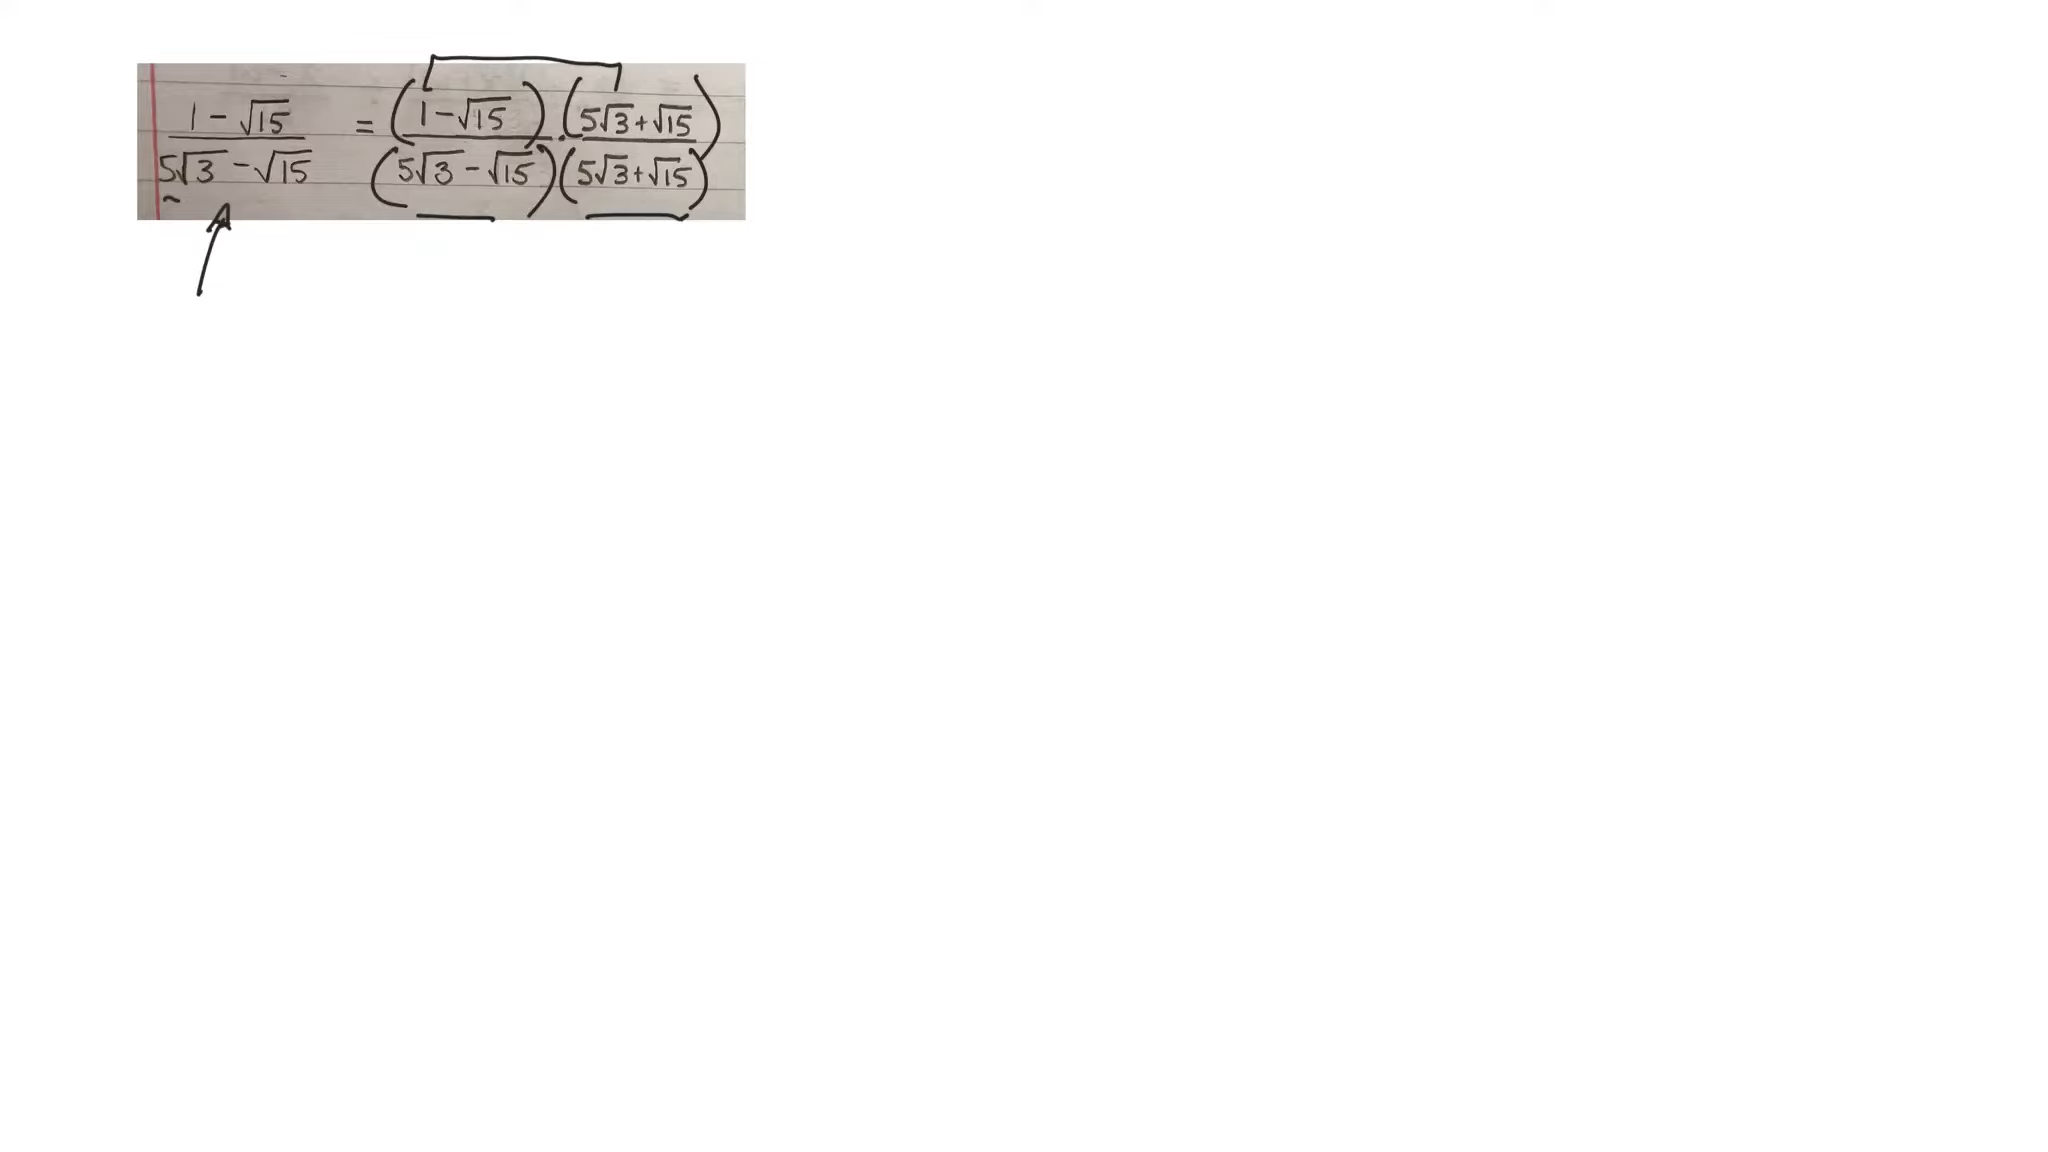 1 - √15 = (1 - √15) · (5√3 + √15)
5√3 - √15 (5√3 - √15)(5√3 + √15)